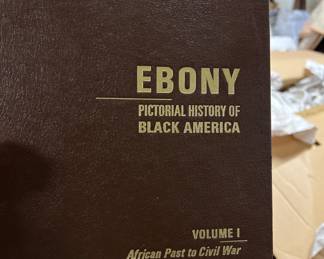 EBONY
PICTORIAL HISTORY OF
BLACK AMERICA
VOLUME I
African Past to Civil War